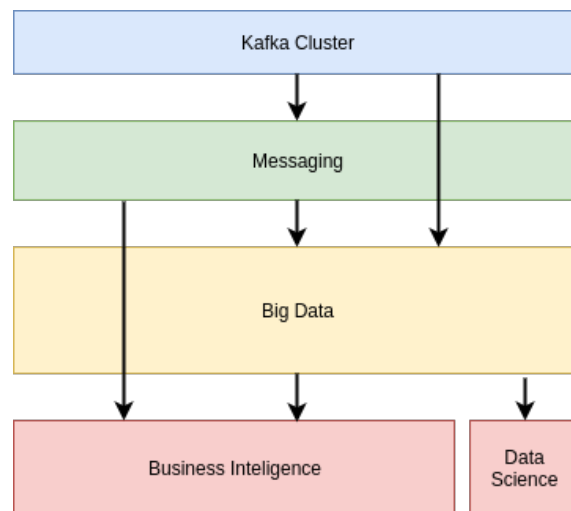 Kafka Cluster
Messaging
Big Data
Business Inteligence
Data
Science